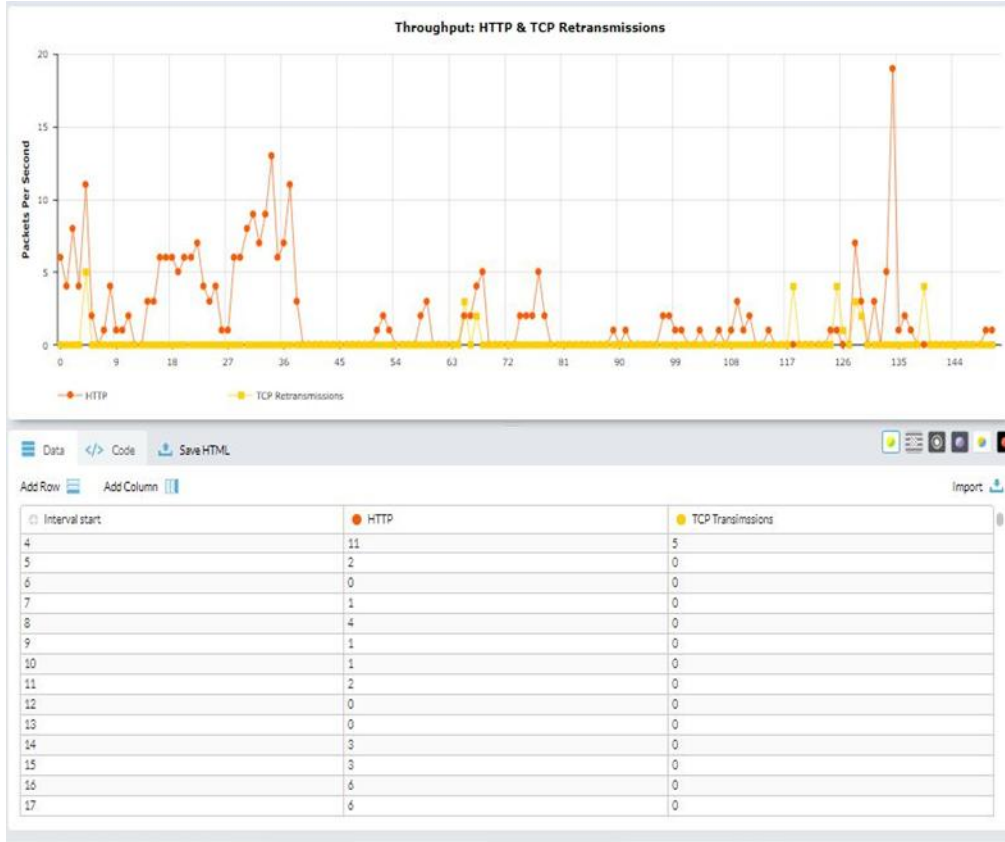 Throughput: HTTP & TCP Retransmissions
Packets Per Second
20
15
10
5
0
0 9 18 27 36 45 54 63 72 81 90 99 108 117 126 135 144
HTTP TCP Retransmissions
Data </> Code Save HTML
Add Row Add Column Import
Interval start HTTP TCP Transimssions
4 11 5
5 2 0
6 0 0
7 1 0
8 4 0
9 1 0
10 1 0
11 2 0
12 0 0
13 0 0
14 3 0
15 3 0
16 6 0
17 6 0